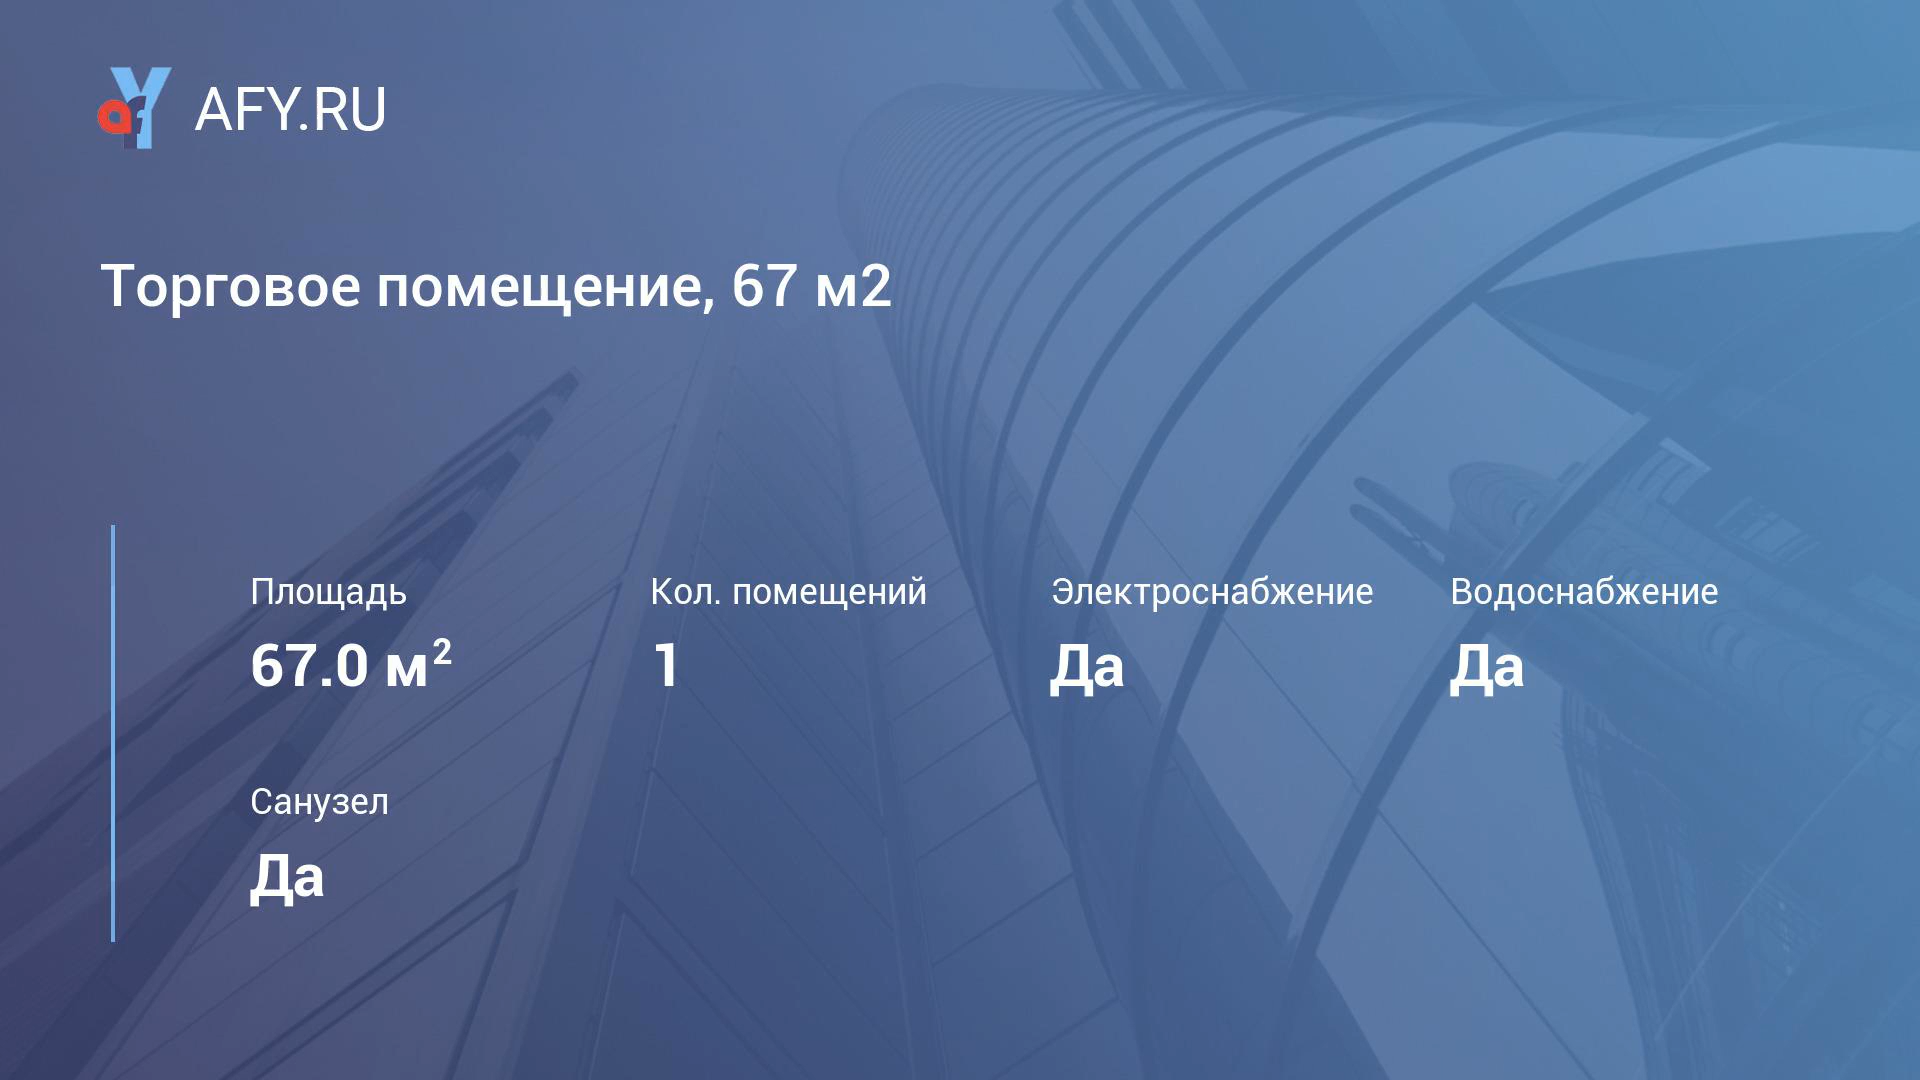 afy AFY.RU
Торговое помещение, 67 м2
Площадь
67.0 м²
Кол. помещений
1
Электроснабжение
Да
Водоснабжение
Да
Санузел
Да